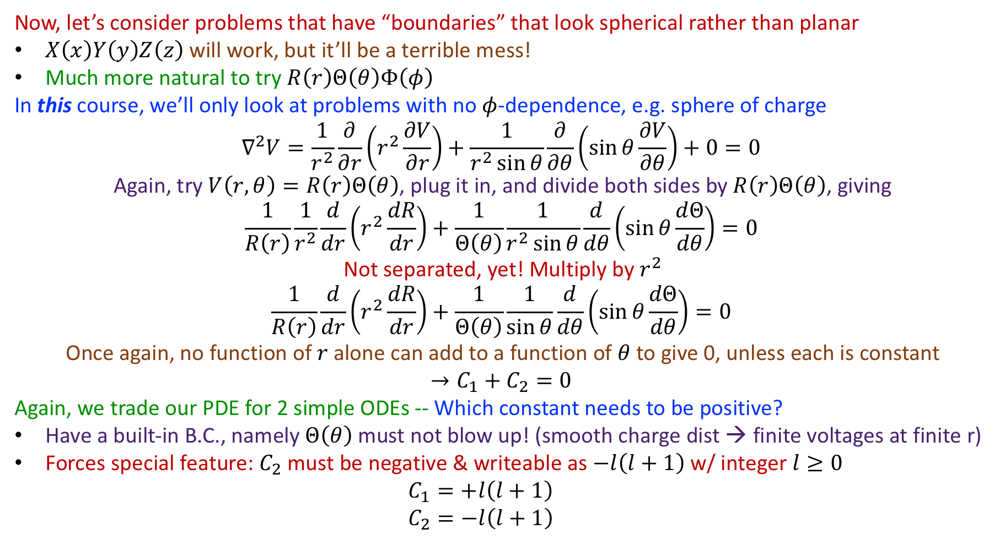 Now, let's consider problems that have “boundaries” that look spherical rather than planar
• $X(x)Y(y)Z(z)$ will work, but it'll be a terrible mess!
• Much more natural to try $R(r)\Theta(\theta)\Phi(\phi)$
In this course, we'll only look at problems with no $\phi$-dependence, e.g. sphere of charge
$\nabla^2 V = \frac{1}{r^2}\frac{\partial}{\partial r}\left(r^2\frac{\partial V}{\partial r}\right) + \frac{1}{r^2 \sin\theta}\frac{\partial}{\partial \theta}\left(\sin\theta\frac{\partial V}{\partial \theta}\right) + 0 = 0$
Again, try $V(r,\theta) = R(r)\Theta(\theta)$, plug it in, and divide both sides by $R(r)\Theta(\theta)$, giving
$\frac{1}{R(r)}\frac{1}{r^2}\frac{d}{dr}\left(r^2\frac{dR}{dr}\right) + \frac{1}{\Theta(\theta)}\frac{1}{r^2 \sin\theta}\frac{d}{d\theta}\left(\sin\theta\frac{d\Theta}{d\theta}\right) = 0$
Not separated, yet! Multiply by $r^2$
$\frac{1}{R(r)}\frac{d}{dr}\left(r^2\frac{dR}{dr}\right) + \frac{1}{\Theta(\theta)}\frac{1}{\sin\theta}\frac{d}{d\theta}\left(\sin\theta\frac{d\Theta}{d\theta}\right) = 0$
Once again, no function of $r$ alone can add to a function of $\theta$ to give 0, unless each is constant
$\rightarrow C_1 + C_2 = 0$
Again, we trade our PDE for 2 simple ODEs -- Which constant needs to be positive?
• Have a built-in B.C., namely $\Theta(\theta)$ must not blow up! (smooth charge dist → finite voltages at finite r)
• Forces special feature: $C_2$ must be negative & writeable as $-l(l+1)$ w/ integer $l \geq 0$
$C_1 = +l(l+1)$
$C_2 = -l(l+1)$